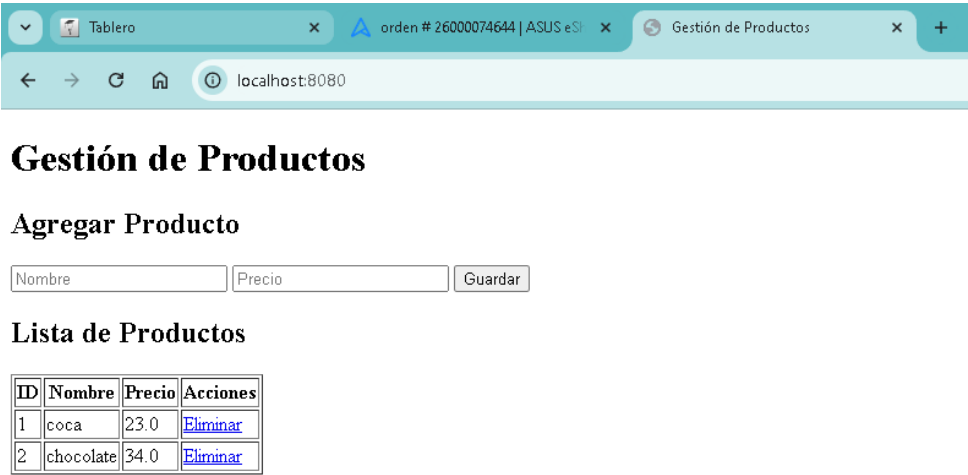 Tablero
orden # 26000074644 | ASUS eSh
Gestión de Productos
localhost:8080
Gestión de Productos
Agregar Producto
Nombre Precio Guardar
Lista de Productos
ID Nombre Precio Acciones
1 coca 23.0 Eliminar
2 chocolate 34.0 Eliminar